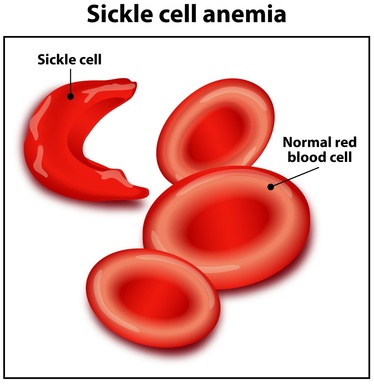 Sickle cell anemia
Sickle cell
Normal red
blood cell